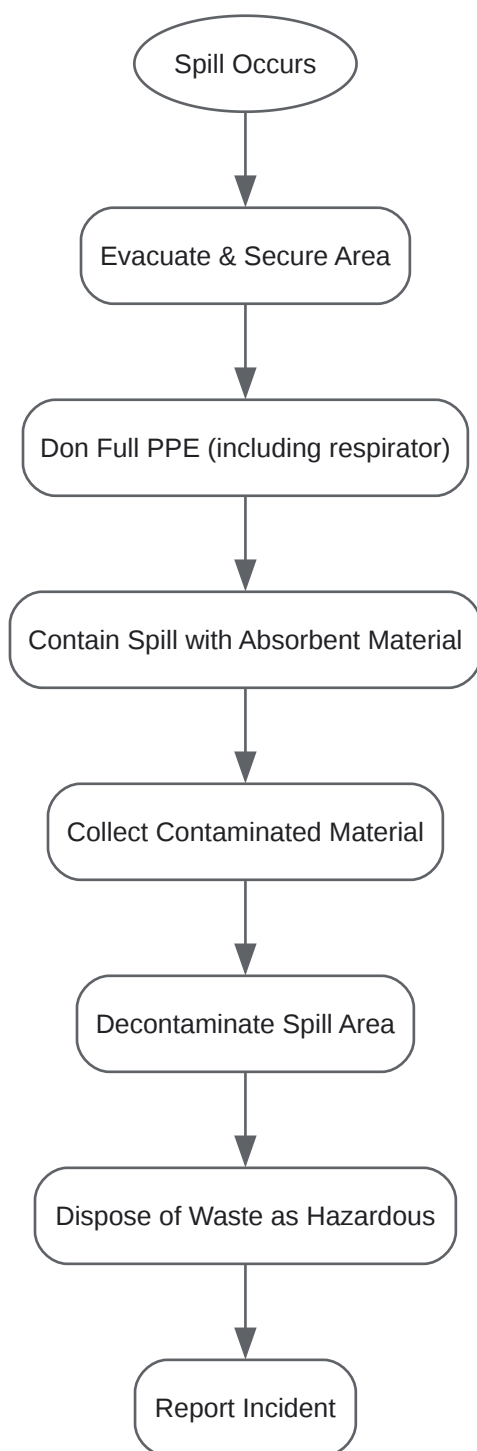 Spill Occurs
Evacuate & Secure Area
Don Full PPE (including respirator)
Contain Spill with Absorbent Material
Collect Contaminated Material
Decontaminate Spill Area
Dispose of Waste as Hazardous
Report Incident